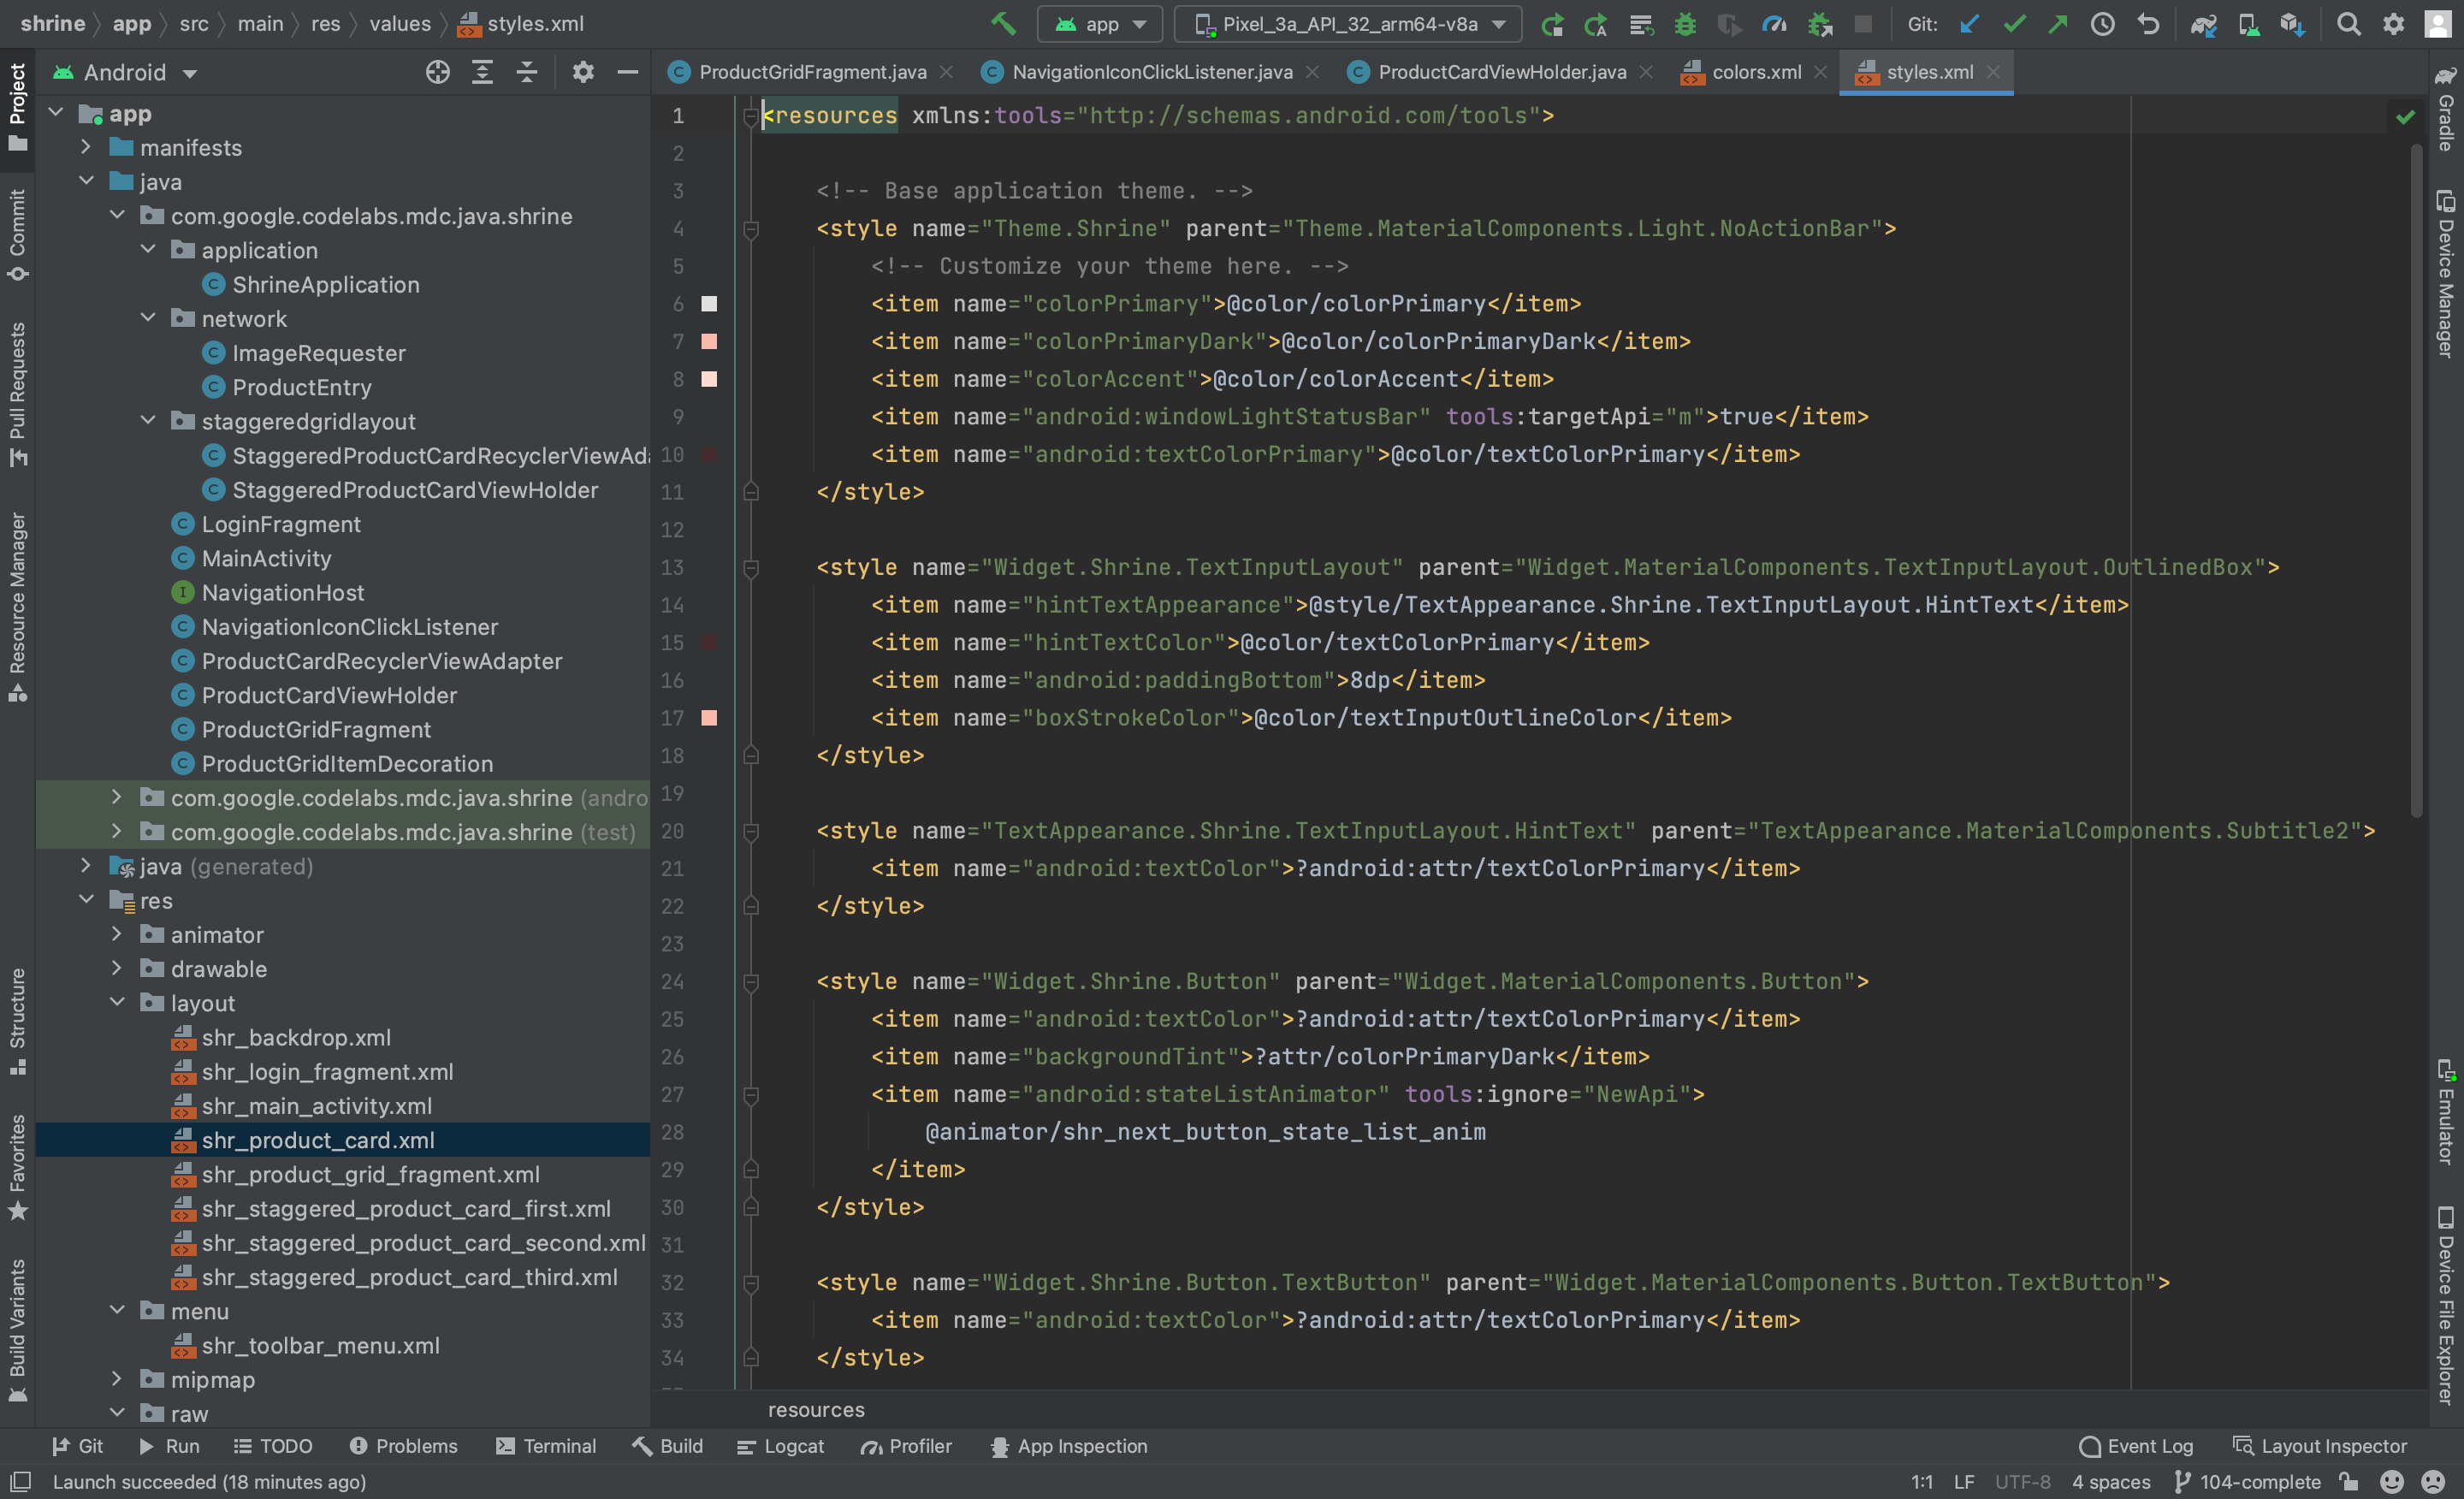 shrine app src main res values styles.xml
app Pixel_3a_API_32_arm64-v8a Git:
Android
ProductGridFragment.java NavigationIconClickListener.java ProductCardViewHolder.java colors.xml styles.xml
Project
Commit
Pull Requests
Resource Manager
Structure
Favorites
Build Variants
app
manifests
java
com.google.codelabs.mdc.java.shrine
application
ShrineApplication
network
ImageRequester
ProductEntry
staggeredgridlayout
StaggeredProductCardRecyclerViewAda
StaggeredProductCardViewHolder
LoginFragment
MainActivity
NavigationHost
NavigationIconClickListener
ProductCardRecyclerViewAdapter
ProductCardViewHolder
ProductGridFragment
ProductGridItemDecoration
com.google.codelabs.mdc.java.shrine (andro
com.google.codelabs.mdc.java.shrine (test)
java (generated)
res
animator
drawable
layout
shr_backdrop.xml
shr_login_fragment.xml
shr_main_activity.xml
shr_product_card.xml
shr_product_grid_fragment.xml
shr_staggered_product_card_first.xml
shr_staggered_product_card_second.xml
shr_staggered_product_card_third.xml
menu
shr_toolbar_menu.xml
mipmap
raw
1 <resources xmlns:tools="http://schemas.android.com/tools">
2
3 <!-- Base application theme. -->
4 <style name="Theme.Shrine" parent="Theme.MaterialComponents.Light.NoActionBar">
5 <!-- Customize your theme here. -->
6 <item name="colorPrimary">@color/colorPrimary</item>
7 <item name="colorPrimaryDark">@color/colorPrimaryDark</item>
8 <item name="colorAccent">@color/colorAccent</item>
9 <item name="android:windowLightStatusBar" tools:targetApi="m">true</item>
10 <item name="android:textColorPrimary">@color/textColorPrimary</item>
11 </style>
12
13 <style name="Widget.Shrine.TextInputLayout" parent="Widget.MaterialComponents.TextInputLayout.OutlinedBox">
14 <item name="hintTextAppearance">@style/TextAppearance.Shrine.TextInputLayout.HintText</item>
15 <item name="hintTextColor">@color/textColorPrimary</item>
16 <item name="android:paddingBottom">8dp</item>
17 <item name="boxStrokeColor">@color/textInputOutlineColor</item>
18 </style>
19
20 <style name="TextAppearance.Shrine.TextInputLayout.HintText" parent="TextAppearance.MaterialComponents.Subtitle2">
21 <item name="android:textColor">?android:attr/textColorPrimary</item>
22 </style>
23
24 <style name="Widget.Shrine.Button" parent="Widget.MaterialComponents.Button">
25 <item name="android:textColor">?android:attr/textColorPrimary</item>
26 <item name="backgroundTint">?attr/colorPrimaryDark</item>
27 <item name="android:stateListAnimator" tools:ignore="NewApi">
28 @animator/shr_next_button_state_list_anim
29 </item>
30 </style>
31
32 <style name="Widget.Shrine.Button.TextButton" parent="Widget.MaterialComponents.Button.TextButton">
33 <item name="android:textColor">?android:attr/textColorPrimary</item>
34 </style>
resources
Gradle
Device Manager
Emulator
Device File Explorer
Git Run TODO Problems Terminal Build Logcat Profiler App Inspection Event Log Layout Inspector
Launch succeeded (18 minutes ago) 1:1 LF UTF-8 4 spaces 104-complete